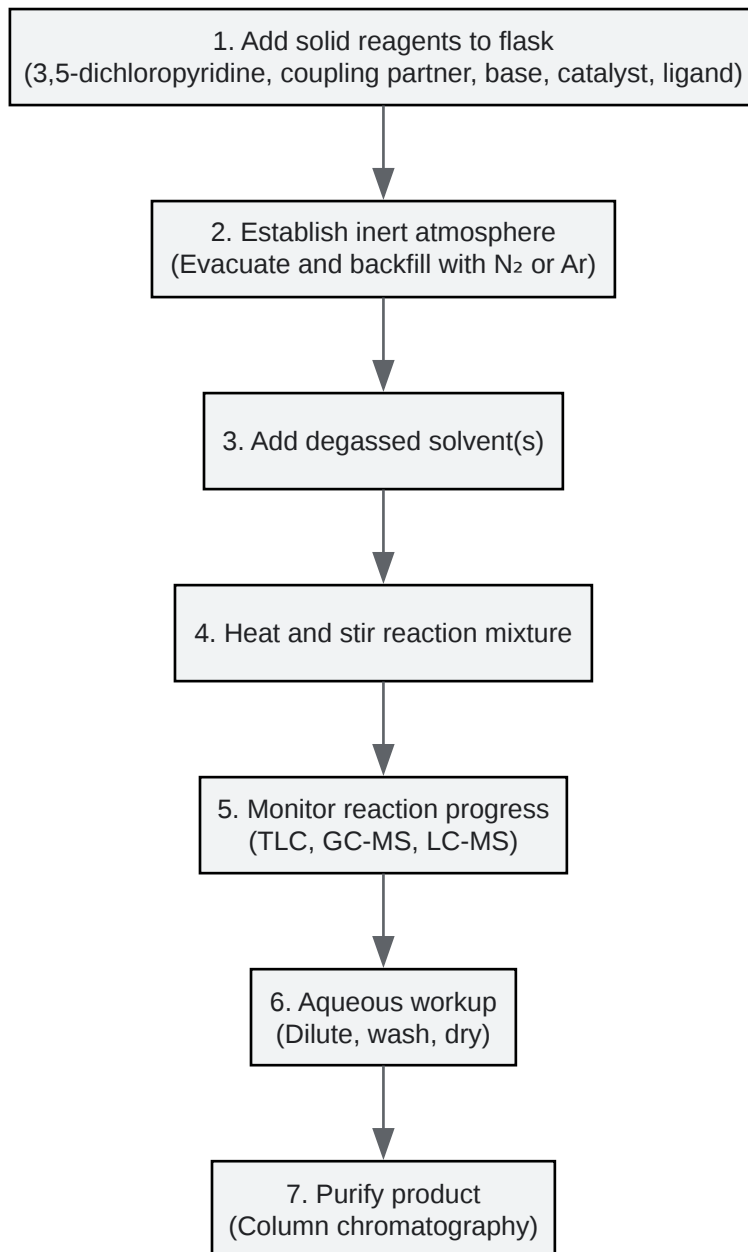 1. Add solid reagents to flask
(3,5-dichloropyridine, coupling partner, base, catalyst, ligand)
2. Establish inert atmosphere
(Evacuate and backfill with N₂ or Ar)
3. Add degassed solvent(s)
4. Heat and stir reaction mixture
5. Monitor reaction progress
(TLC, GC-MS, LC-MS)
6. Aqueous workup
(Dilute, wash, dry)
7. Purify product
(Column chromatography)